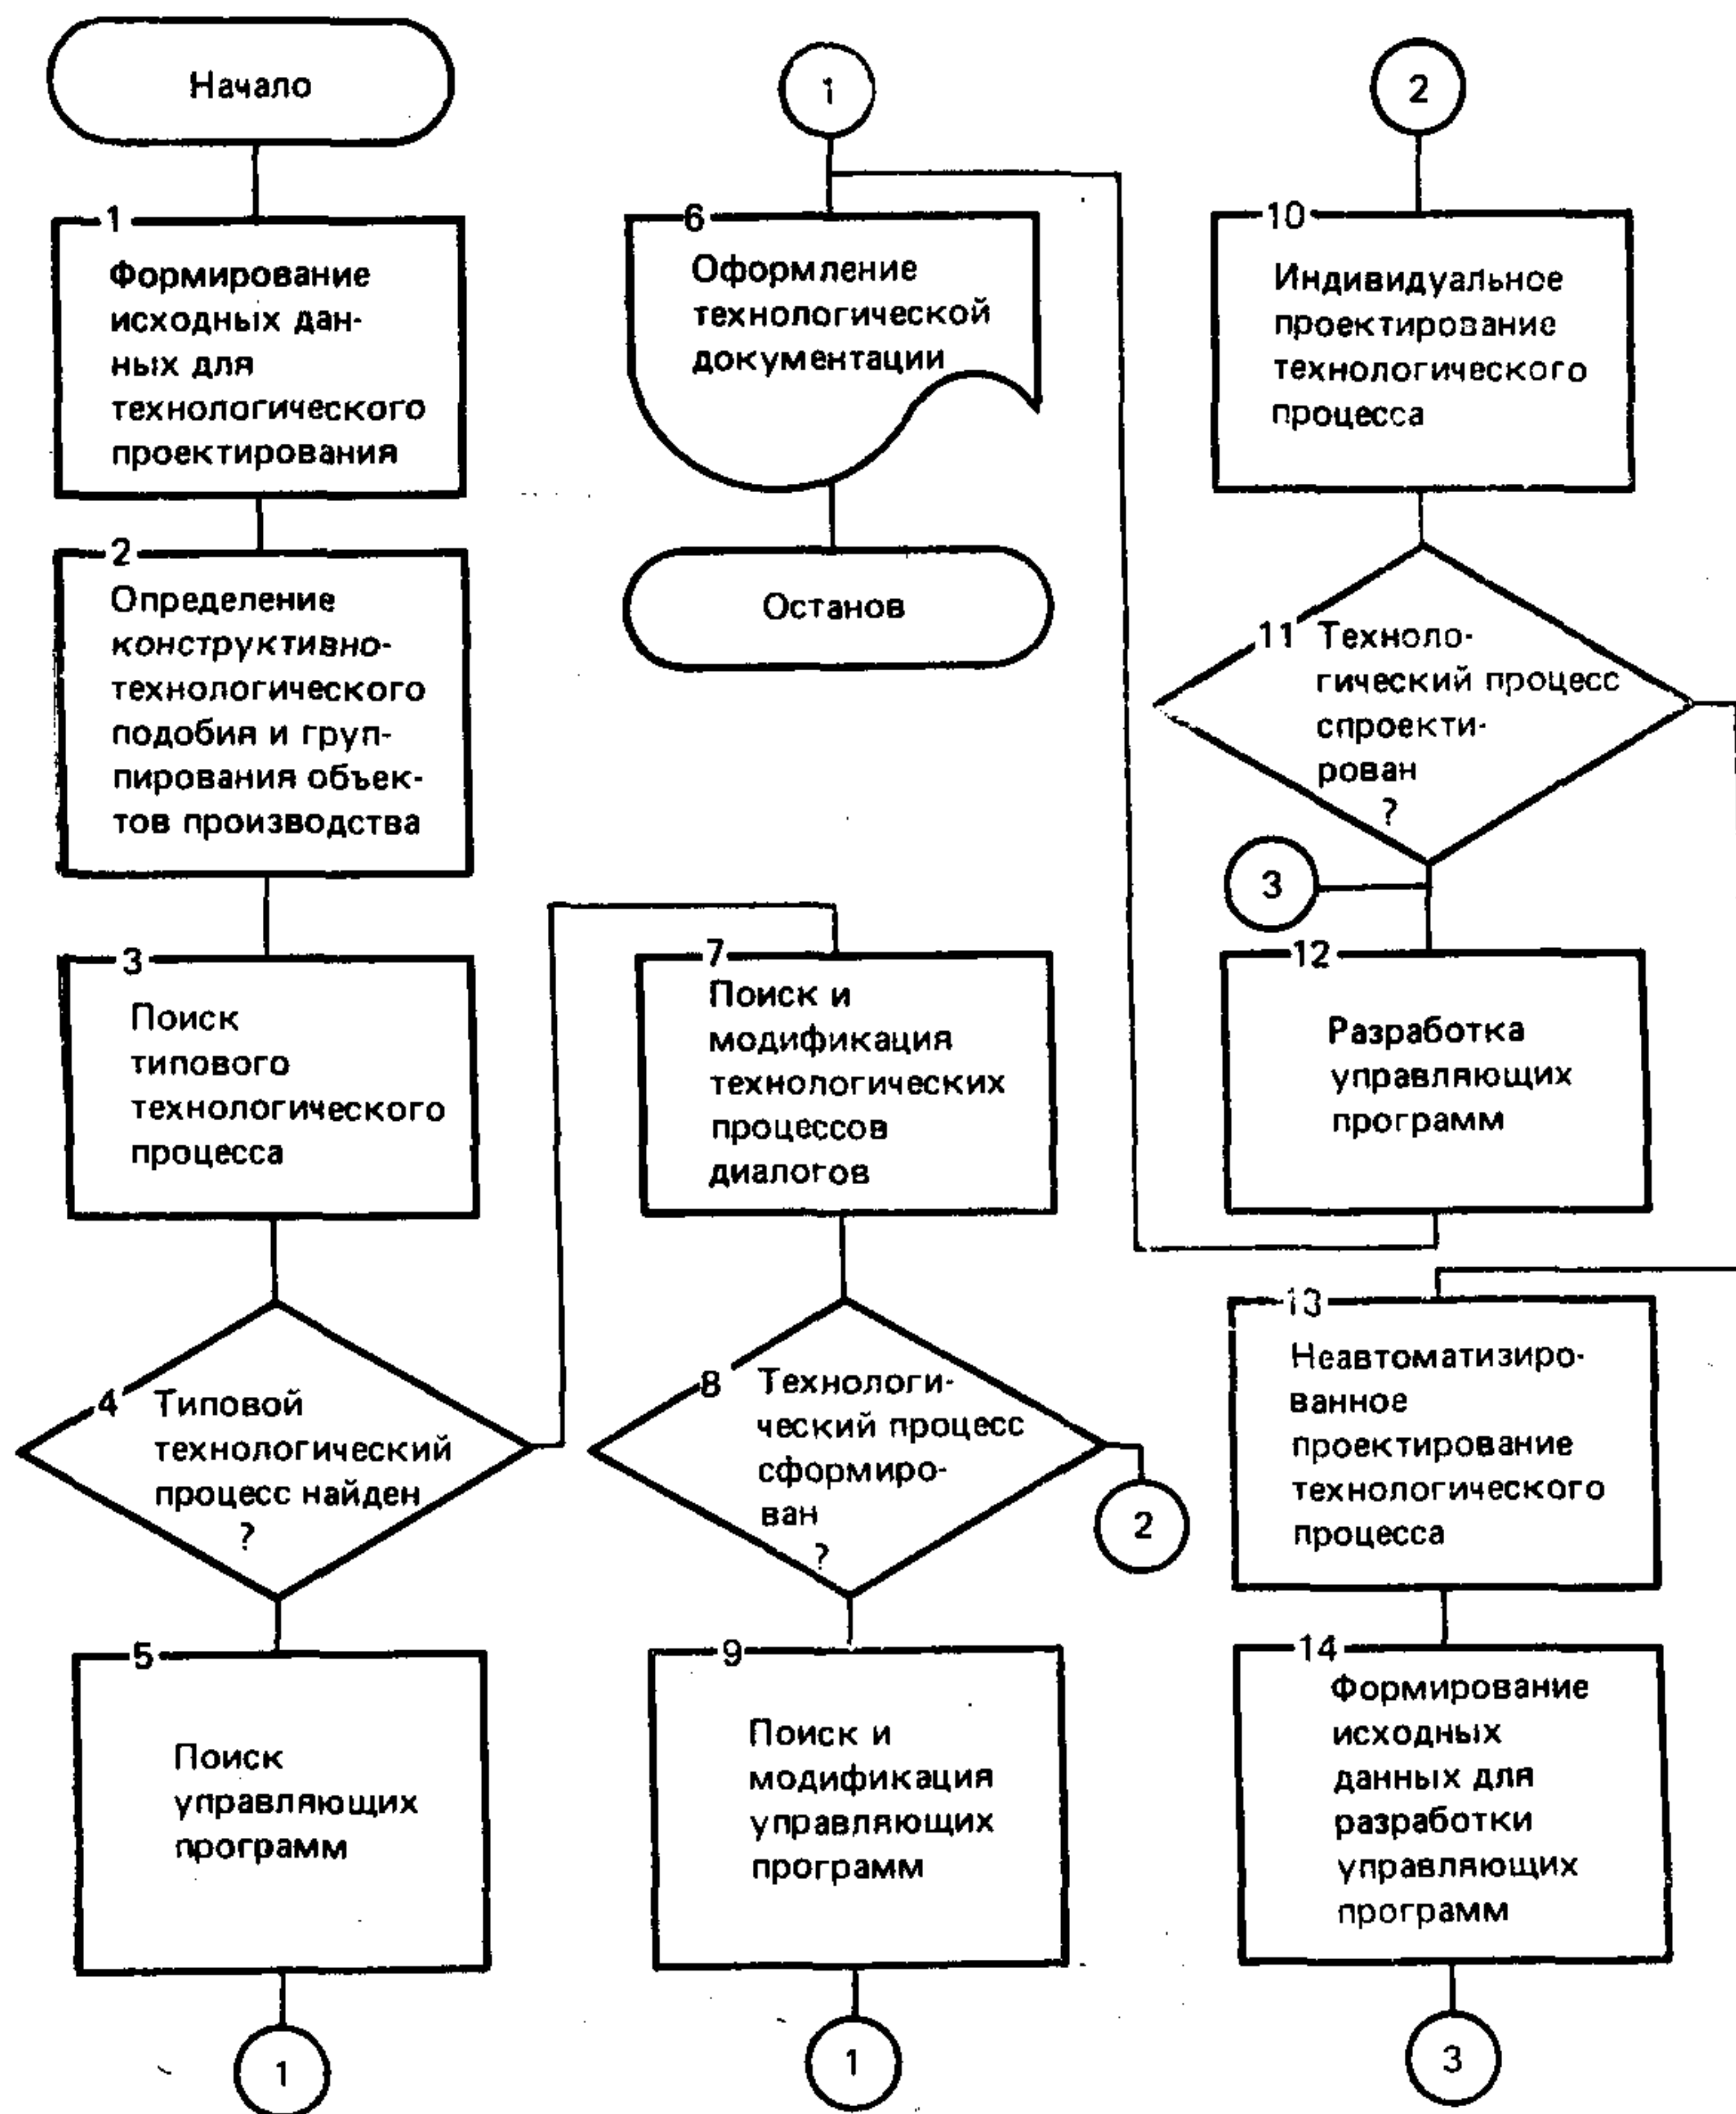 Начало
1
Формирование
исходных дан-
ных для
технологического
проектирования
2
Определение
конструктивно-
технологического
подобия и груп-
пирования объек-
тов производства
3
Поиск
типового
технологического
процесса
4 Типовой
технологический
процесс найден
?
5
Поиск
управляющих
программ
1
1
6
Оформление
технологической
документации
Останов
7
Поиск и
модификация
технологических
процессов
диалогов
8 Технологи-
ческий процесс
сформиро-
ван
?
2
9
Поиск и
модификация
управляющих
программ
1
2
10
Индивидуальное
проектирование
технологического
процесса
11 Техноло-
гический процесс
спроекти-
рован
?
3
12
Разработка
управляющих
программ
13
Неавтоматизиро-
ванное
проектирование
технологического
процесса
14
Формирование
исходных
данных для
разработки
управляющих
программ
3